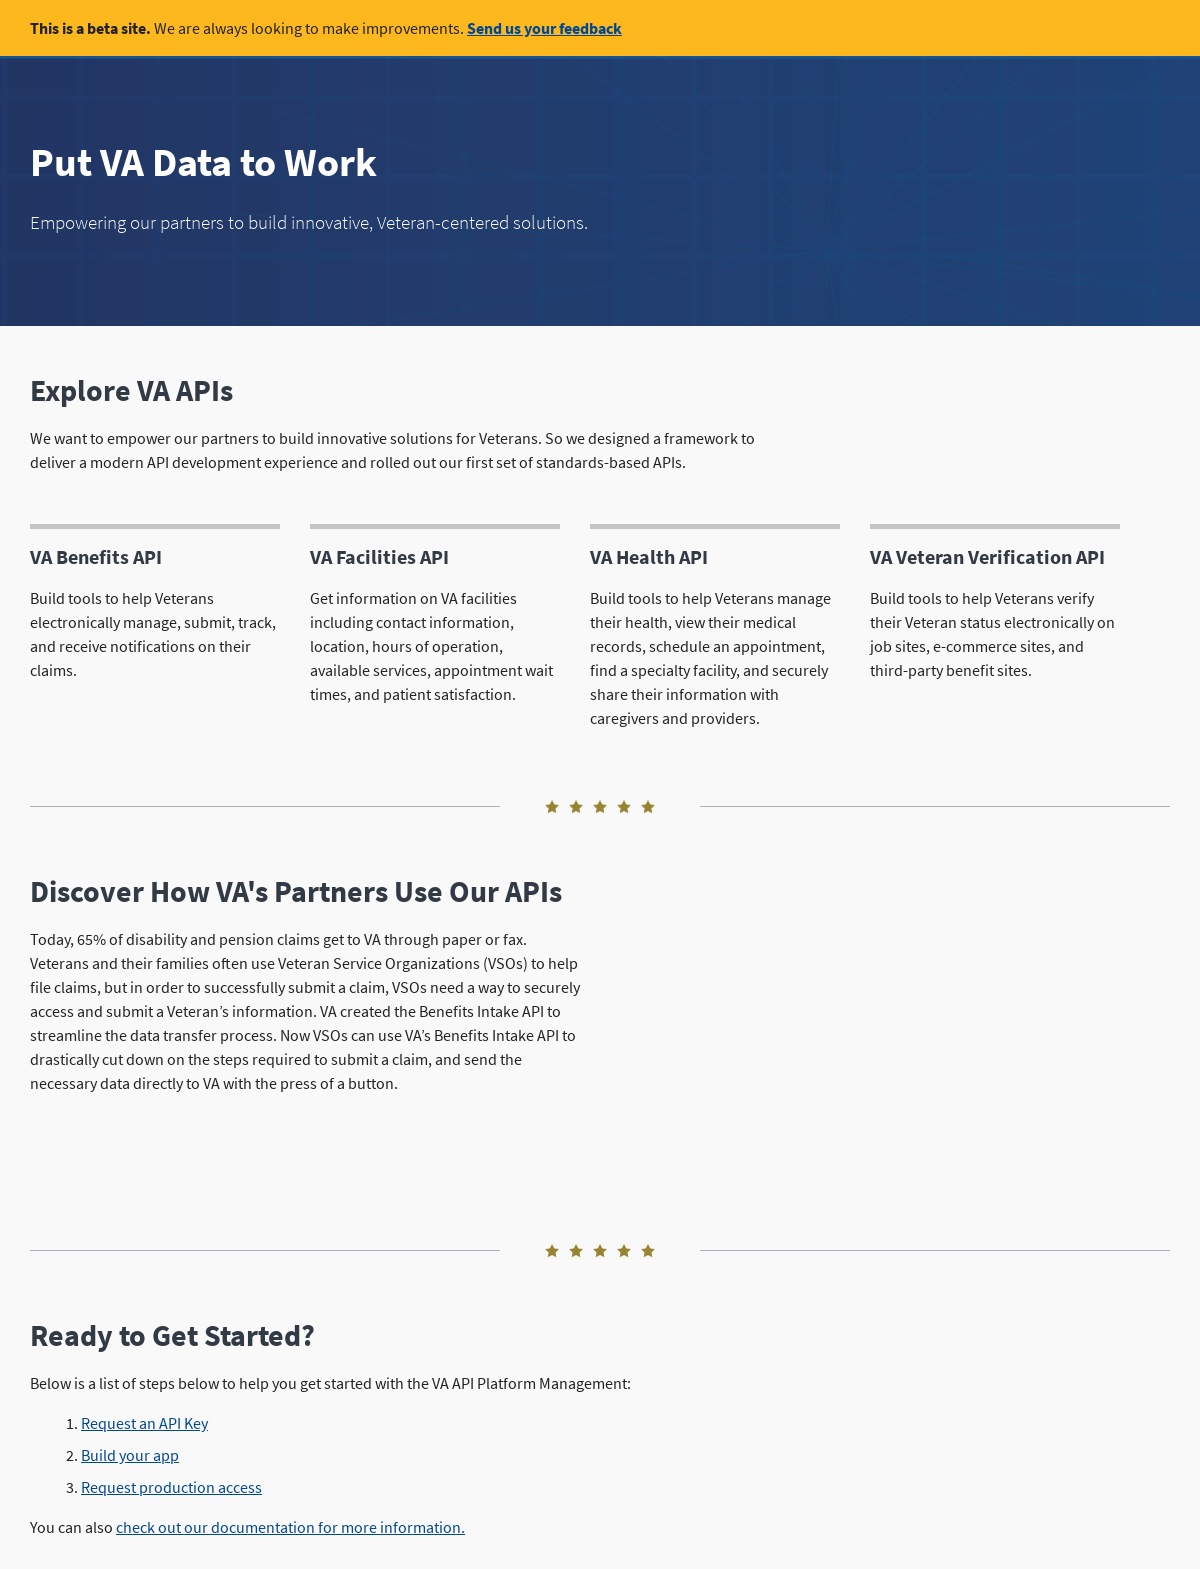 This is a beta site. We are always looking to make improvements. Send us your feedback
Put VA Data to Work
Empowering our partners to build innovative, Veteran-centered solutions.
Explore VA APIs
We want to empower our partners to build innovative solutions for Veterans. So we designed a framework to
deliver a modern API development experience and rolled out our first set of standards-based APIs.
VA Benefits API
Build tools to help Veterans
electronically manage, submit, track,
and receive notifications on their
claims.
VA Facilities API
Get information on VA facilities
including contact information,
location, hours of operation,
available services, appointment wait
times, and patient satisfaction.
VA Health API
Build tools to help Veterans manage
their health, view their medical
records, schedule an appointment,
find a specialty facility, and securely
share their information with
caregivers and providers.
VA Veteran Verification API
Build tools to help Veterans verify
their Veteran status electronically on
job sites, e-commerce sites, and
third-party benefit sites.
Discover How VA's Partners Use Our APIs
Today, 65% of disability and pension claims get to VA through paper or fax.
Veterans and their families often use Veteran Service Organizations (VSOs) to help
file claims, but in order to successfully submit a claim, VSOs need a way to securely
access and submit a Veteran’s information. VA created the Benefits Intake API to
streamline the data transfer process. Now VSOs can use VA’s Benefits Intake API to
drastically cut down on the steps required to submit a claim, and send the
necessary data directly to VA with the press of a button.
Ready to Get Started?
Below is a list of steps below to help you get started with the VA API Platform Management:
1. Request an API Key
2. Build your app
3. Request production access
You can also check out our documentation for more information.